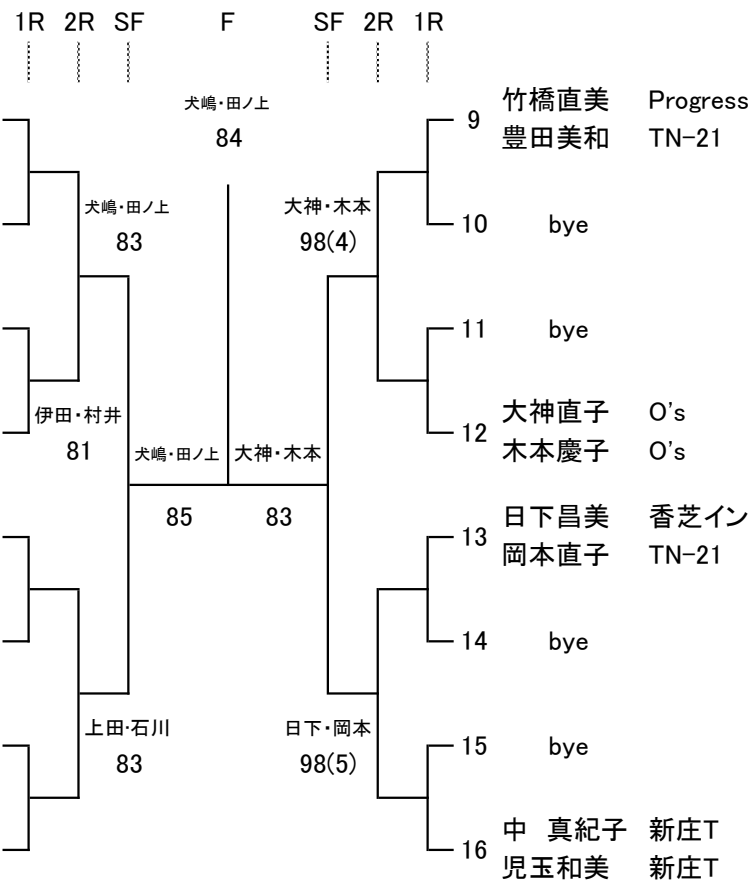 1R 2R SF F SF 2R 1R
犬嶋・田ノ上
84
9 竹橋直美 Progress
豊田美和 TN-21
犬嶋・田ノ上 大神・木本
83 98(4)
10 bye
11 bye
伊田・村井
81
犬嶋・田ノ上 大神・木本
85 83
12 大神直子 O's
木本慶子 O's
13 日下昌美 香芝イン
岡本直子 TN-21
14 bye
上田・石川 日下・岡本
83 98(5)
15 bye
16 中 真紀子 新庄T
児玉和美 新庄T